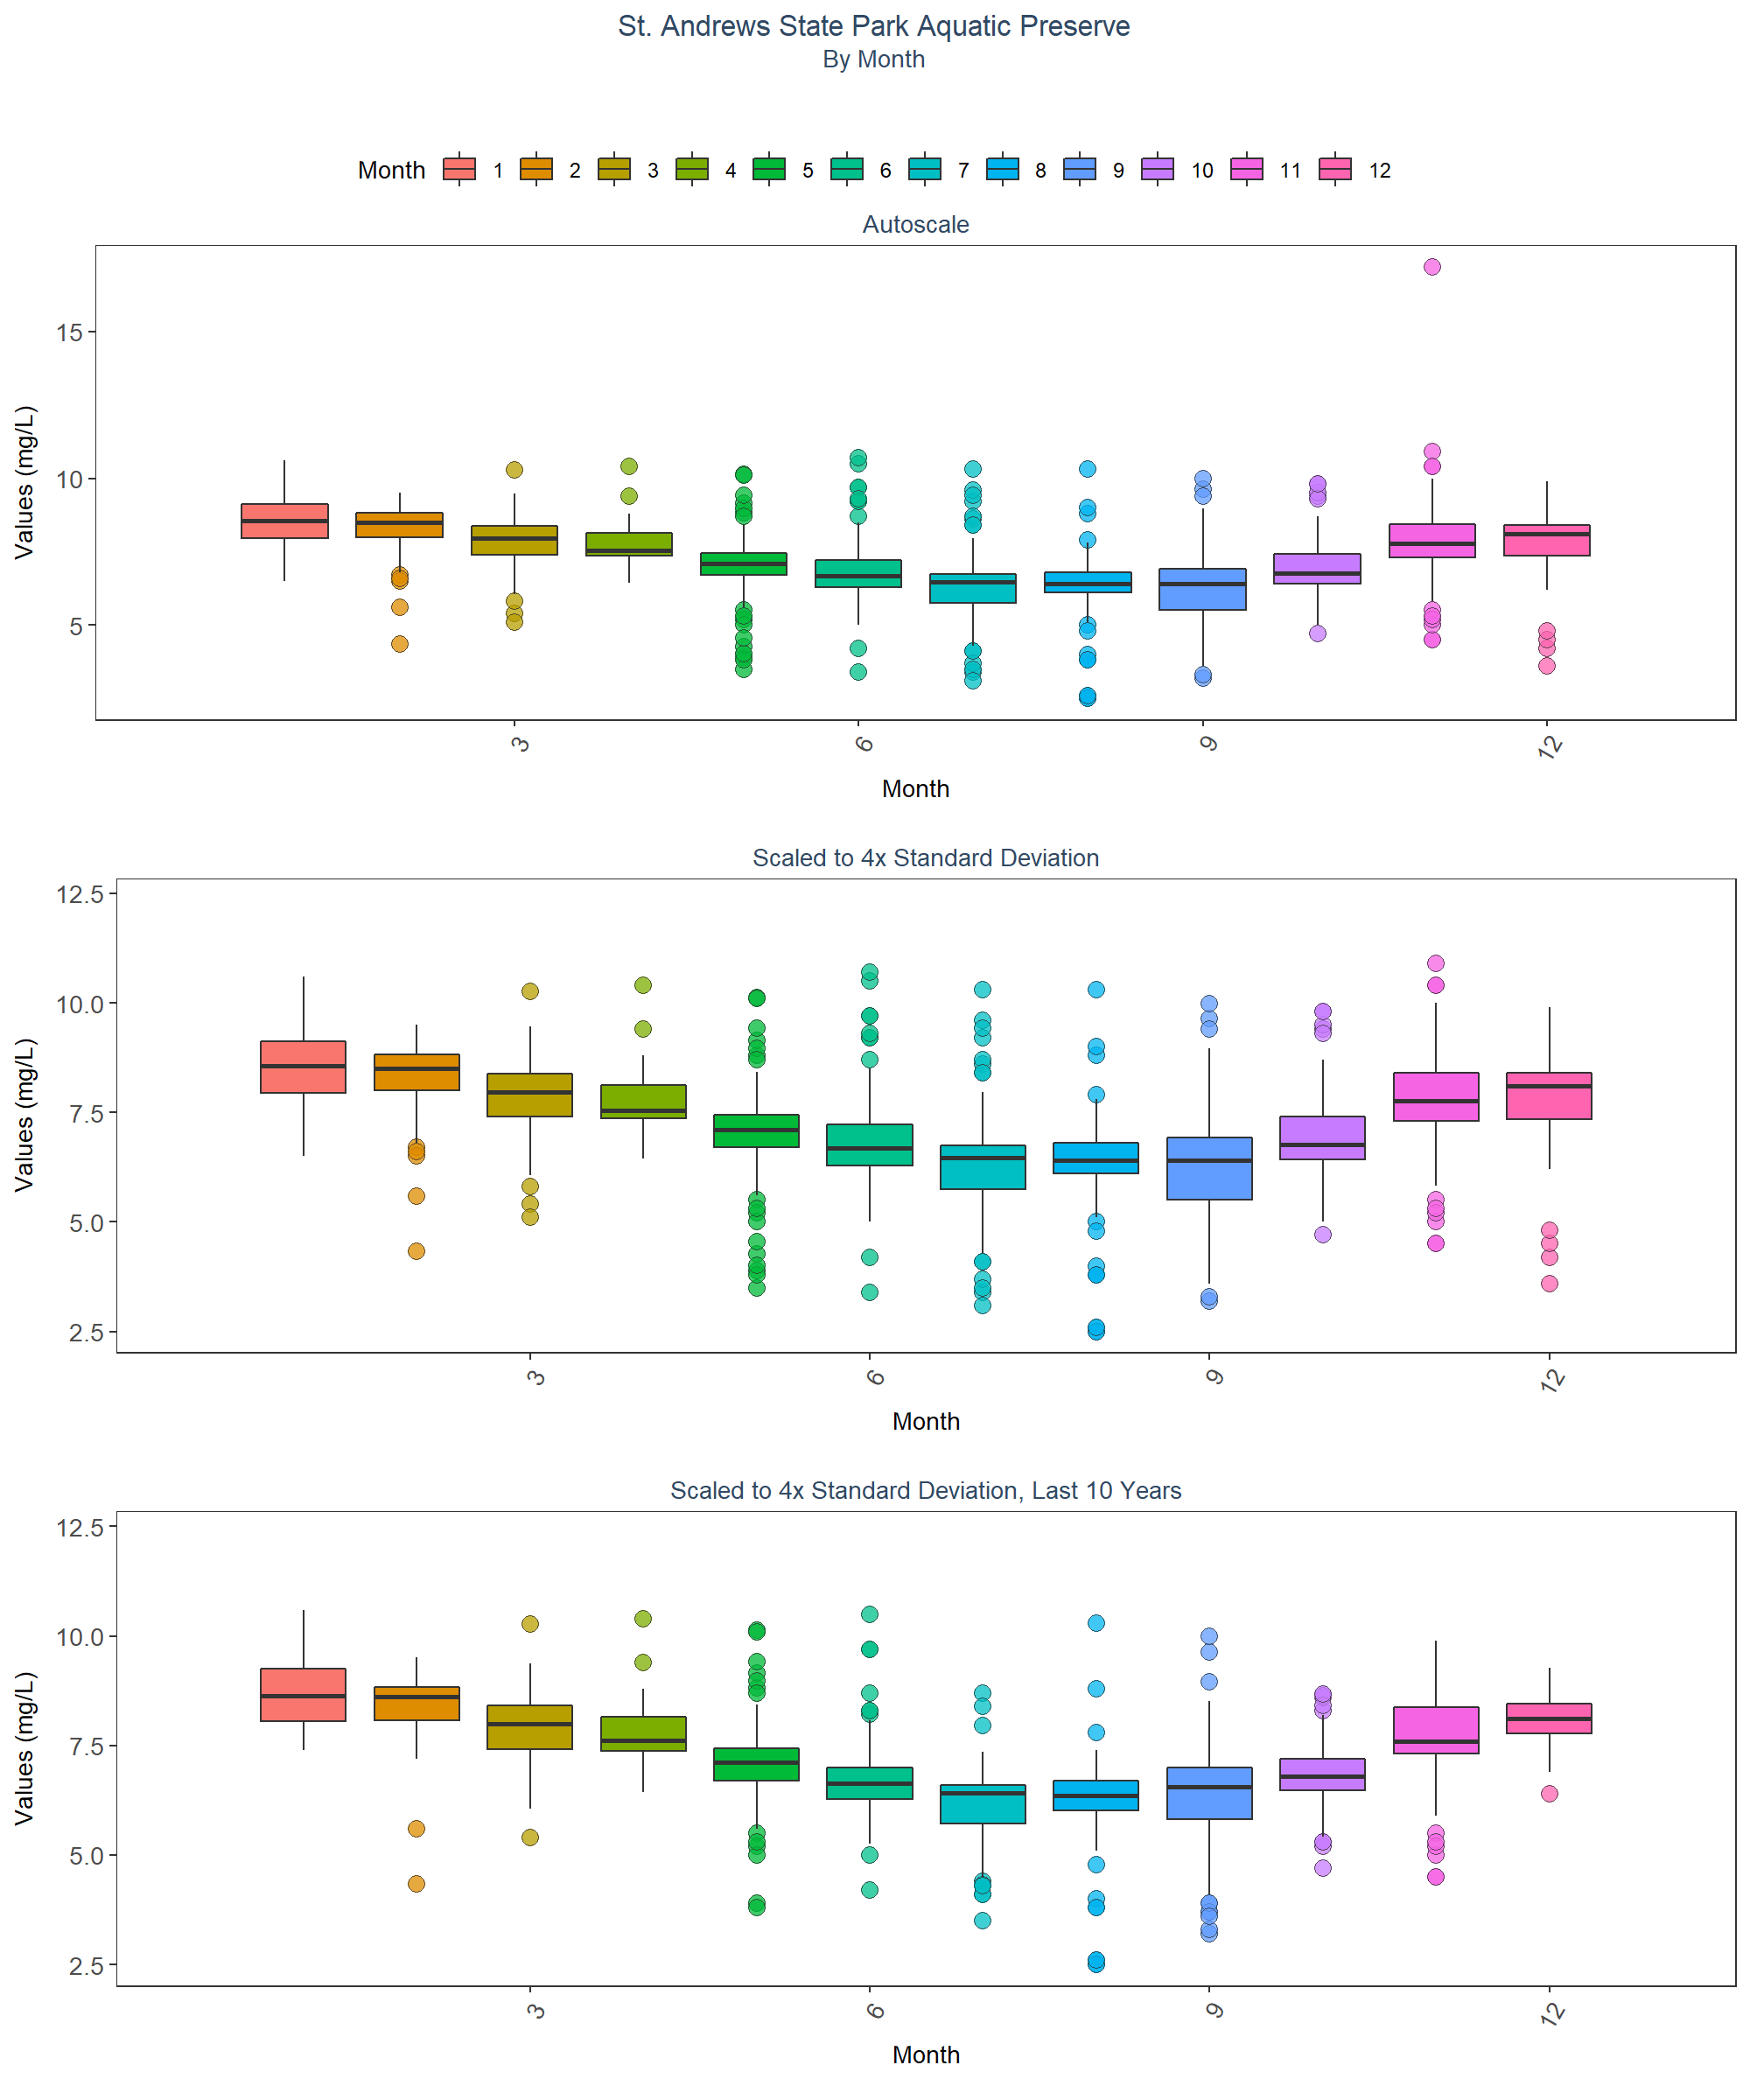 St. Andrews State Park Aquatic Preserve
By Month
Month 1 2 3 4 5 6 7 8 9 10 11 12
Autoscale
Values (mg/L)
15
10
5
3 6 9 12
Month
Scaled to 4x Standard Deviation
Values (mg/L)
12.5
10.0
7.5
5.0
2.5
3 6 9 12
Month
Scaled to 4x Standard Deviation, Last 10 Years
Values (mg/L)
12.5
10.0
7.5
5.0
2.5
3 6 9 12
Month